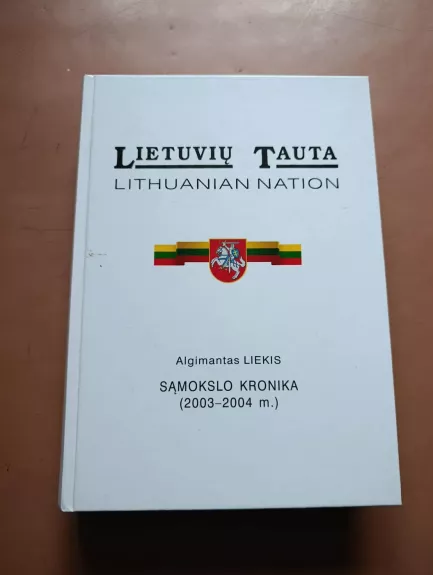 LIETUVIŲ TAUTA
LITHUANIAN NATION
Algimantas LIEKIS
SĄMOKSLO KRONIKA
(2003–2004 m.)